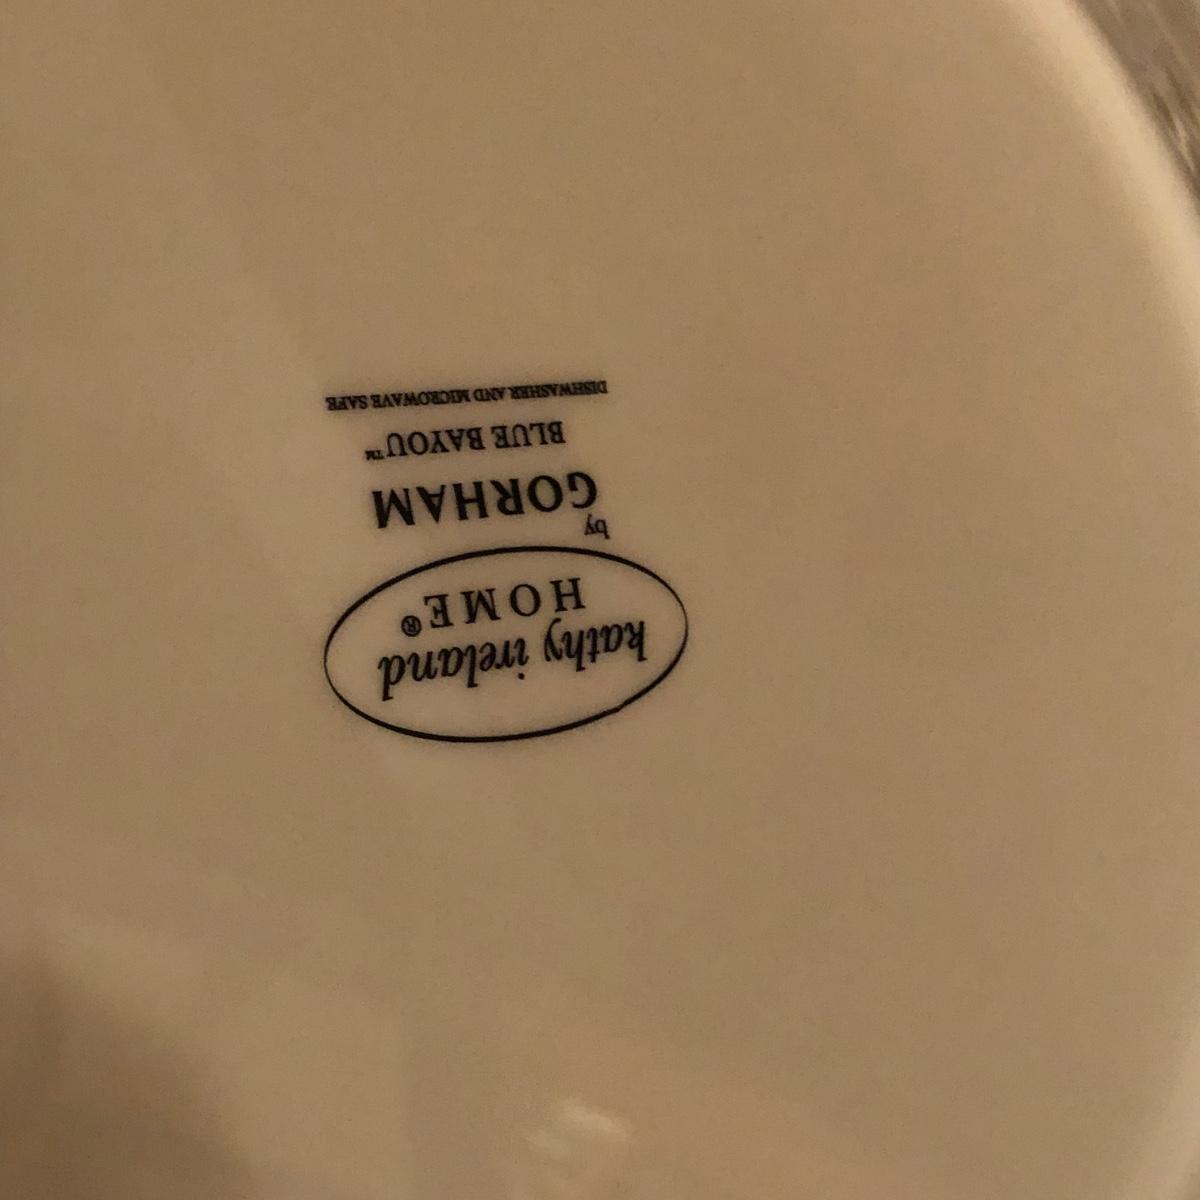 kathy ireland
HOME®
by
GORHAM
BLUE BAYOU™
DISHWASHER AND MICROWAVE SAFE